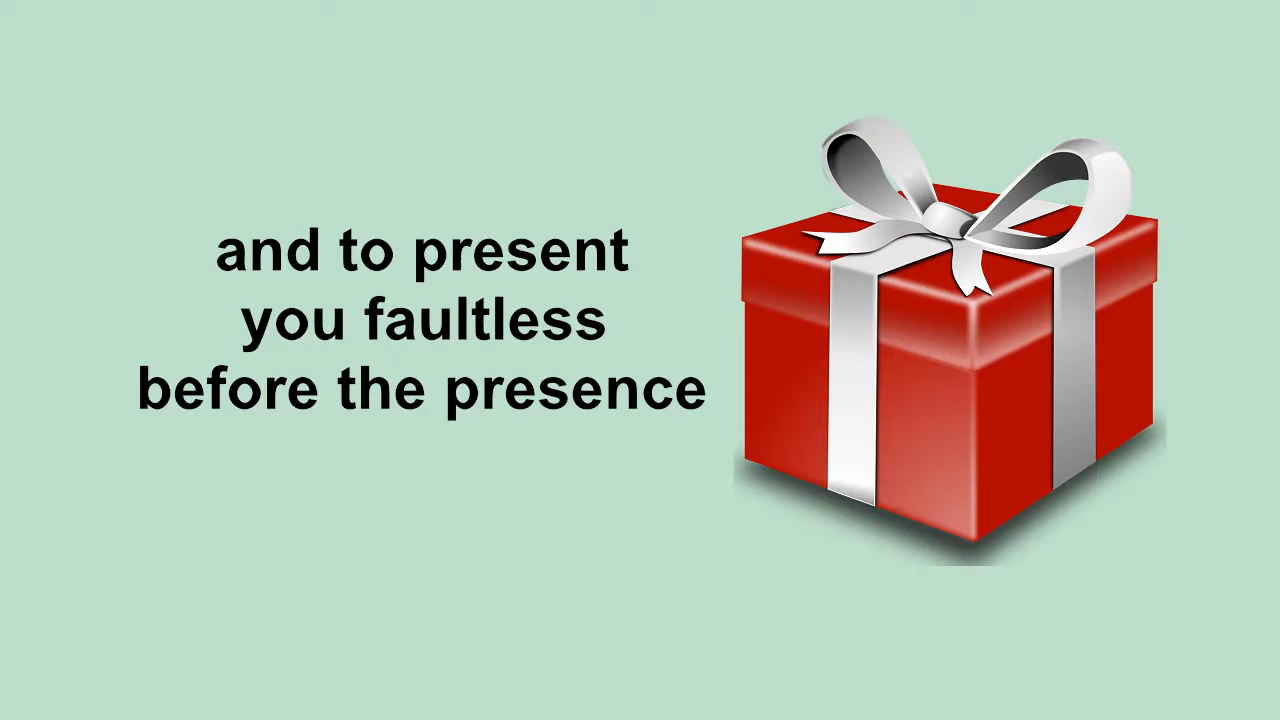 and to present
you faultless
before the presence